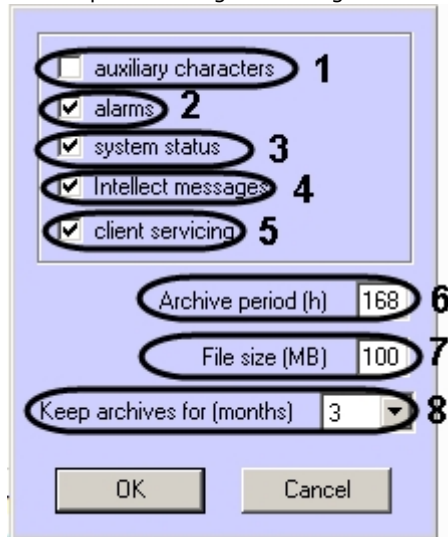 auxiliary characters 1
alarms 2
system status 3
Intellect messages 4
client servicing 5
Archive period (h) 168 6
File size (MB) 100 7
Keep archives for (months) 3 8
OK Cancel